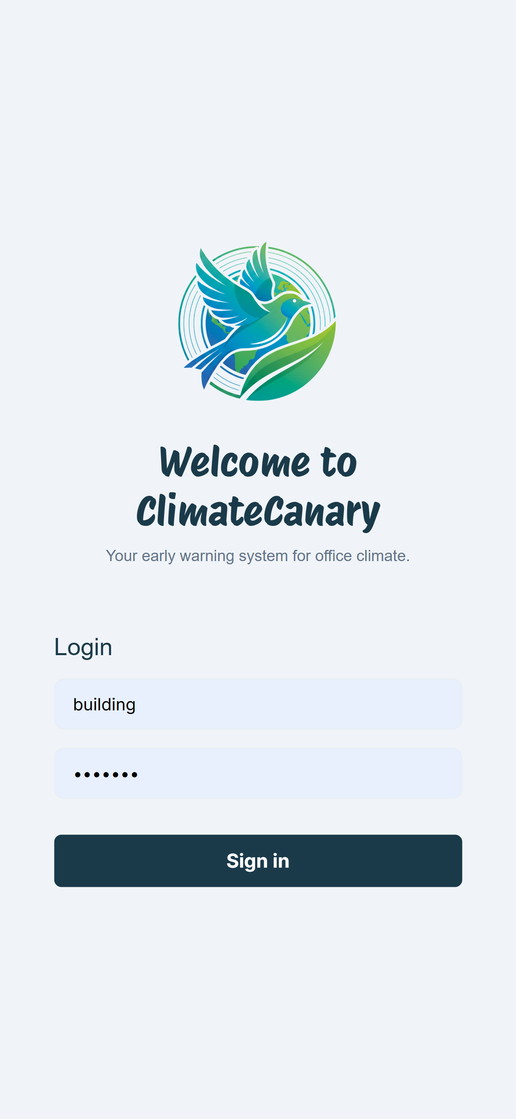 Welcome to
ClimateCanary
Your early warning system for office climate.
Login
building
•••••••
Sign in